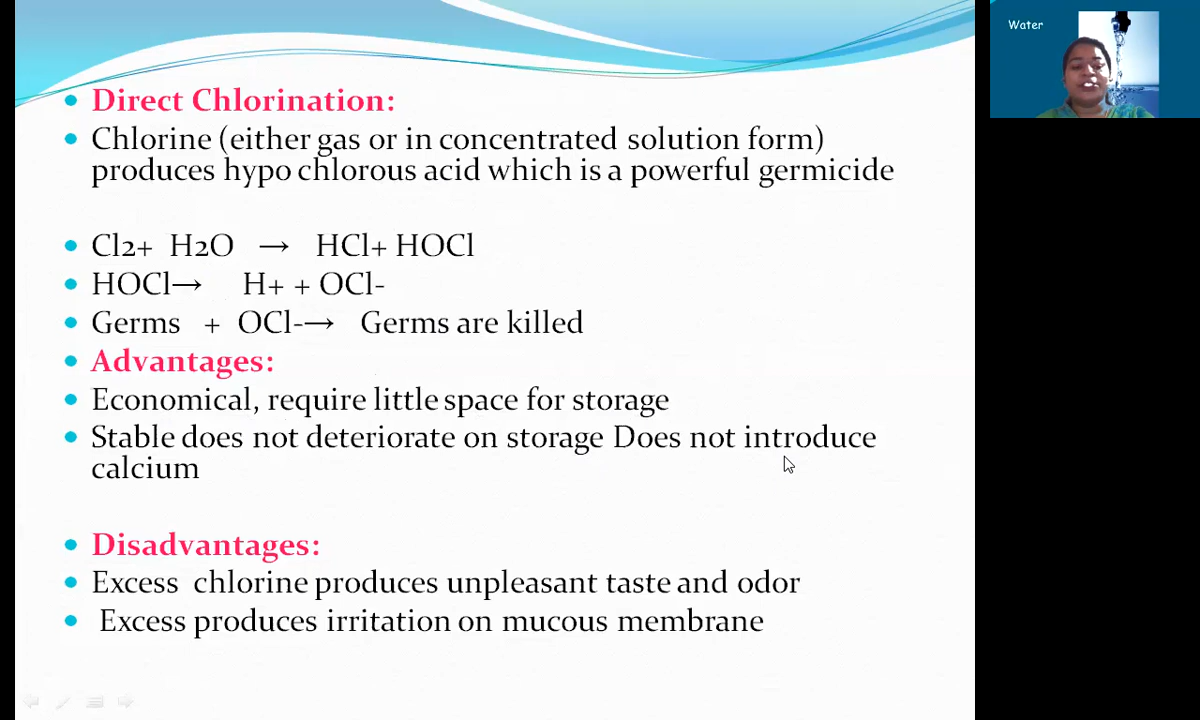 Water
Direct Chlorination:
Chlorine (either gas or in concentrated solution form)
produces hypo chlorous acid which is a powerful germicide
Cl2+ H2O → HCl+ HOCl
HOCl→ H+ + OCl-
Germs + OCl-→ Germs are killed
Advantages:
Economical, require little space for storage
Stable does not deteriorate on storage Does not introduce
calcium
Disadvantages:
Excess chlorine produces unpleasant taste and odor
Excess produces irritation on mucous membrane